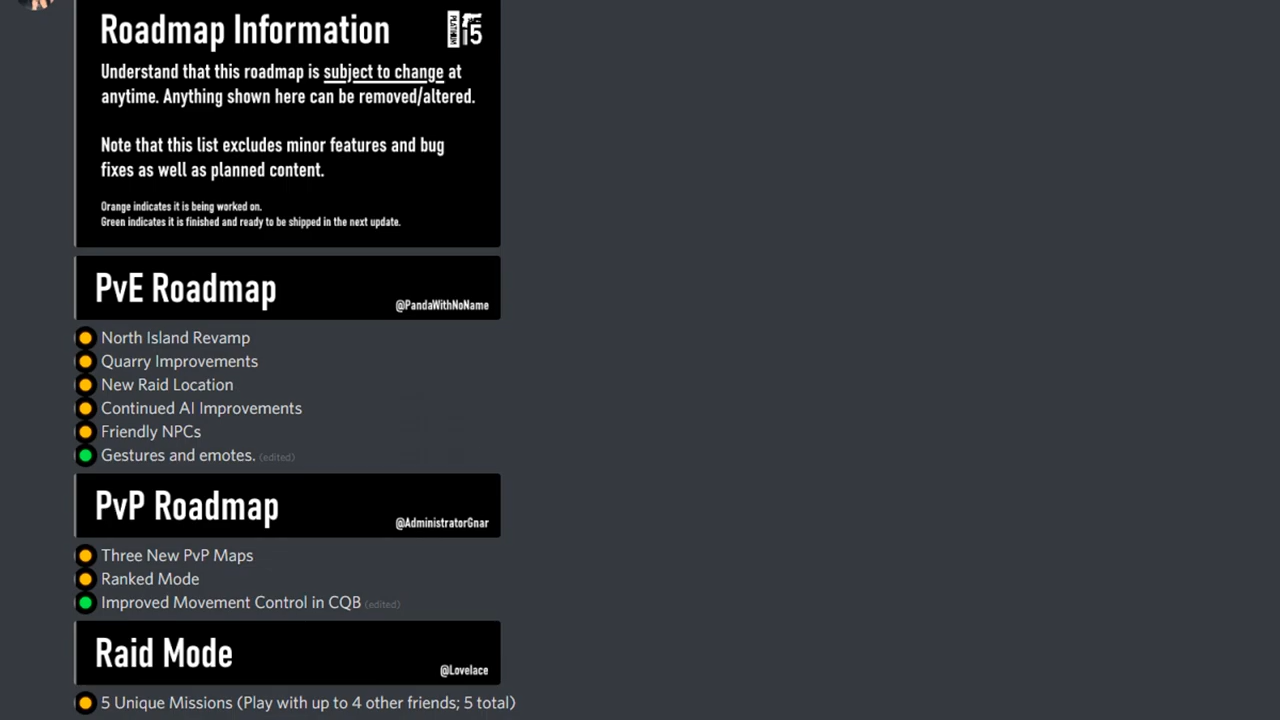 Roadmap Information
PLATINUM
5
Understand that this roadmap is subject to change at
anytime. Anything shown here can be removed/altered.
Note that this list excludes minor features and bug
fixes as well as planned content.
Orange indicates it is being worked on.
Green indicates it is finished and ready to be shipped in the next update.
PvE Roadmap
@PandaWithNoName
North Island Revamp
Quarry Improvements
New Raid Location
Continued AI Improvements
Friendly NPCs
Gestures and emotes. (edited)
PvP Roadmap
@AdministratorGnar
Three New PvP Maps
Ranked Mode
Improved Movement Control in CQB (edited)
Raid Mode
@Lovelace
5 Unique Missions (Play with up to 4 other friends; 5 total)